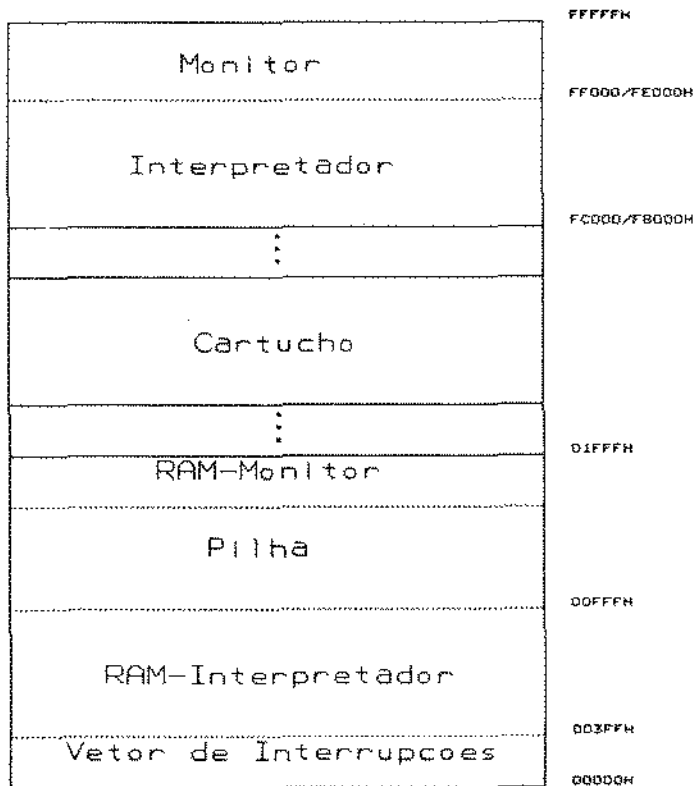 FFFFFH
Monitor
FF000/FE000H
Interpretador
FC000/F8000H
Cartucho
01FFFH
RAM-Monitor
Pilha
00FFFH
RAM-Interpretador
003FFH
Vetor de Interrupcoes
00000H